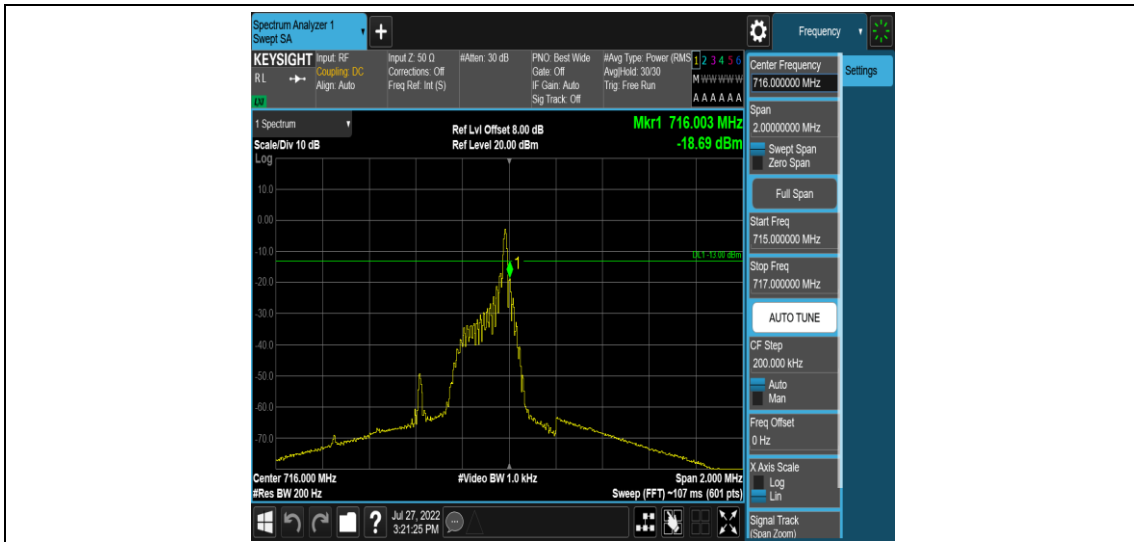 Spectrum Analyzer 1
Swept SA
+
Frequency
KEYSIGHT
RL
LM
Input: RF
Coupling: DC
Align: Auto
Input Z: 50 Ω
Corrections: Off
Freq Ref: Int (S)
#Atten: 30 dB
PNO: Best Wide
Gate: Off
IF Gain: Auto
Sig Track: Off
#Avg Type: Power (RMS
Avg|Hold: 30/30
Trig: Free Run
1 2 3 4 5 6
M W W W W W
A A A A A A
1 Spectrum
Scale/Div 10 dB
Log
Ref Lvl Offset 8.00 dB
Ref Level 20.00 dBm
Mkr1 716.003 MHz
-18.69 dBm
10.0
0.00
-10.0
-20.0
-30.0
-40.0
-50.0
-60.0
-70.0
DL1 -13.00 dBm
1
Center 716.000 MHz
#Res BW 200 Hz
#Video BW 1.0 kHz
Span 2.000 MHz
Sweep (FFT) ~107 ms (601 pts)
Center Frequency
716.000000 MHz
Settings
Span
2.00000000 MHz
Swept Span
Zero Span
Full Span
Start Freq
715.000000 MHz
Stop Freq
717.000000 MHz
AUTO TUNE
CF Step
200.000 kHz
Auto
Man
Freq Offset
0 Hz
X Axis Scale
Log
Lin
Signal Track
(Span Zoom)
?
Jul 27, 2022
3:21:25 PM